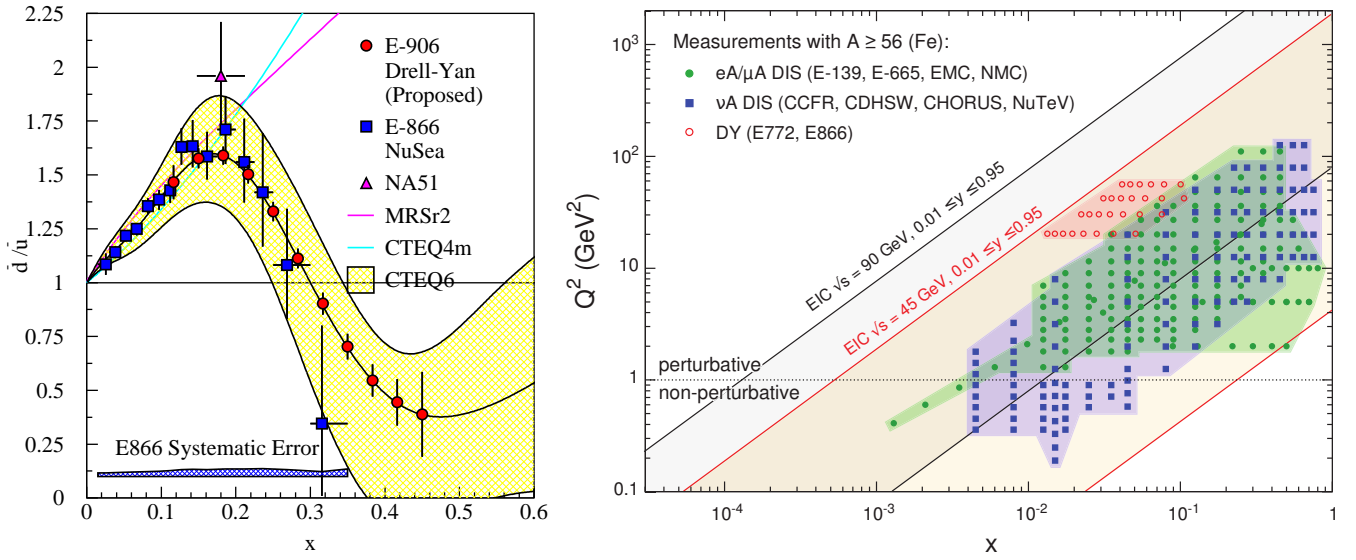 2.25
2
1.75
1.5
1.25
1
0.75
0.5
0.25
0
d̄ /ū
E-906
Drell-Yan
(Proposed)
E-866
NuSea
NA51
MRSr2
CTEQ4m
CTEQ6
E866 Systematic Error
0 0.1 0.2 0.3 0.4 0.5 0.6
x
10³
10²
10
1
0.1
Q² (GeV²)
Measurements with A ≥ 56 (Fe):
eA/μA DIS (E-139, E-665, EMC, NMC)
νA DIS (CCFR, CDHSW, CHORUS, NuTeV)
DY (E772, E866)
EIC √s = 90 GeV, 0.01 ≤ y ≤ 0.95
EIC √s = 45 GeV, 0.01 ≤ y ≤ 0.95
perturbative
non-perturbative
10⁻⁴ 10⁻³ 10⁻² 10⁻¹ 1
x